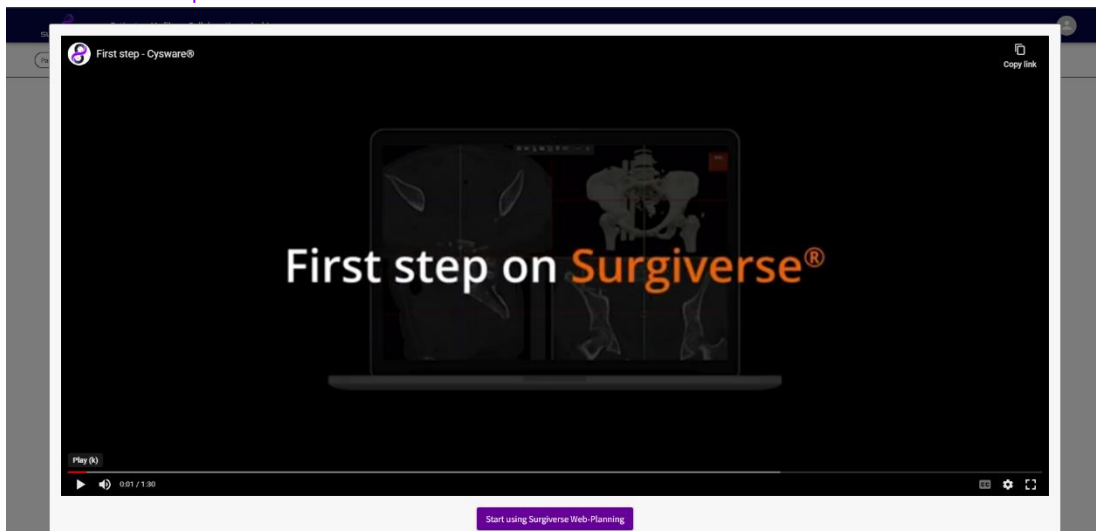 First step - Cysware®
Copy link
First step on Surgiverse®
Play (k)
0:01 / 1:30
CC
Start using Surgiverse Web-Planning